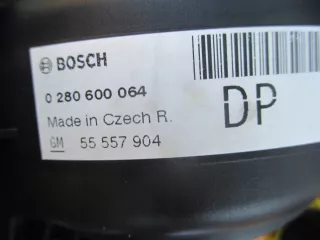 BOSCH
0 280 600 064
Made in Czech R.
DP
GM 55 557 904